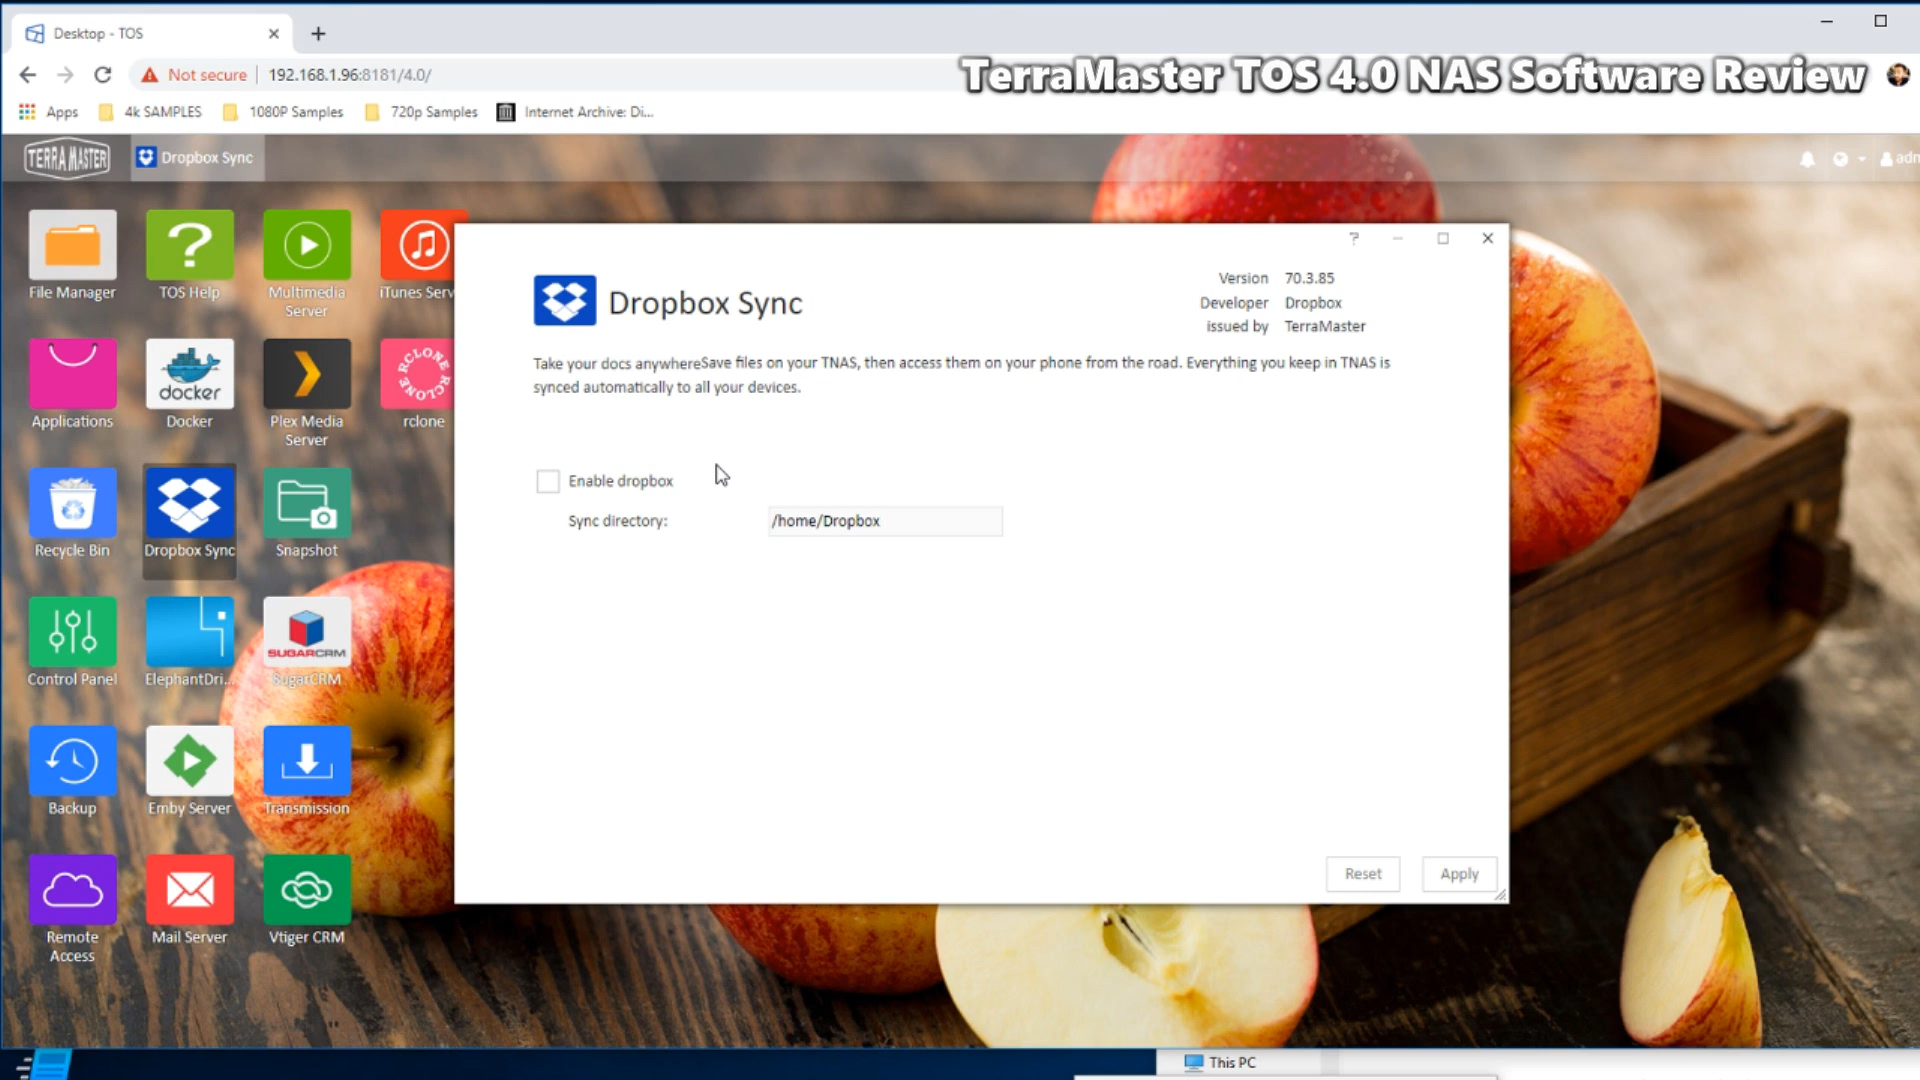 Desktop - TOS
Not secure
192.168.1.96:8181/4.0/
TerraMaster TOS 4.0 NAS Software Review
Apps
4k SAMPLES
1080P Samples
720p Samples
Internet Archive: Di...
TERRAMASTER
Dropbox Sync
adm
File Manager
TOS Help
Multimedia
Server
iTunes Serv
Applications
docker
Docker
Plex Media
Server
RCLONE RCLONE
rclone
Recycle Bin
Dropbox Sync
Snapshot
Control Panel
ElephantDri...
SUGARCRM
SugarCRM
Backup
Emby Server
Transmission
Remote
Access
Mail Server
Vtiger CRM
Dropbox Sync
Version 70.3.85
Developer Dropbox
issued by TerraMaster
Take your docs anywhereSave files on your TNAS, then access them on your phone from the road. Everything you keep in TNAS is
synced automatically to all your devices.
Enable dropbox
Sync directory: /home/Dropbox
Reset
Apply
This PC